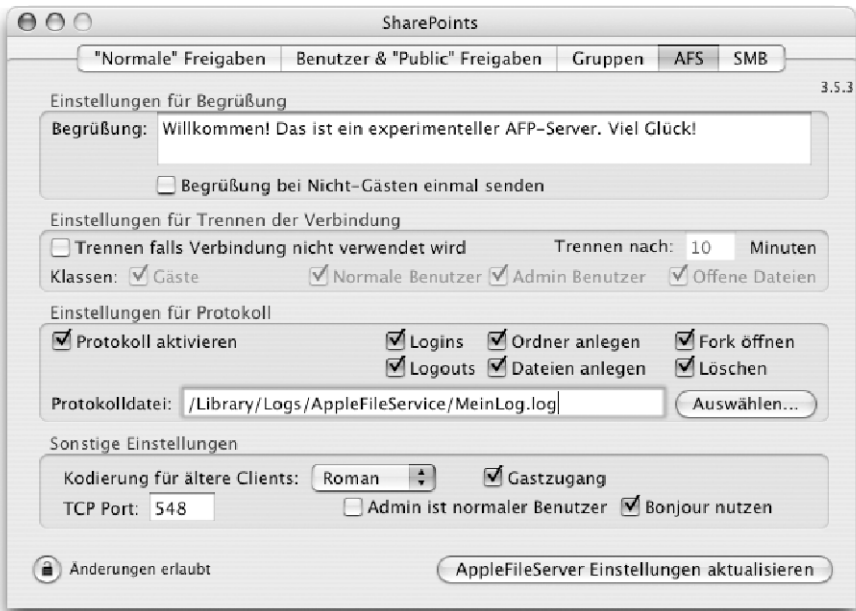 SharePoints
"Normale" Freigaben Benutzer & "Public" Freigaben Gruppen AFS SMB
3.5.3
Einstellungen für Begrüßung
Begrüßung: Willkommen! Das ist ein experimenteller AFP-Server. Viel Glück!
Begrüßung bei Nicht-Gästen einmal senden
Einstellungen für Trennen der Verbindung
Trennen falls Verbindung nicht verwendet wird Trennen nach: 10 Minuten
Klassen: Gäste Normale Benutzer Admin Benutzer Offene Dateien
Einstellungen für Protokoll
Protokoll aktivieren Logins Ordner anlegen Fork öffnen
Logouts Dateien anlegen Löschen
Protokolldatei: /Library/Logs/AppleFileService/MeinLog.log Auswählen...
Sonstige Einstellungen
Kodierung für ältere Clients: Roman Gastzugang
TCP Port: 548 Admin ist normaler Benutzer Bonjour nutzen
Änderungen erlaubt AppleFileServer Einstellungen aktualisieren